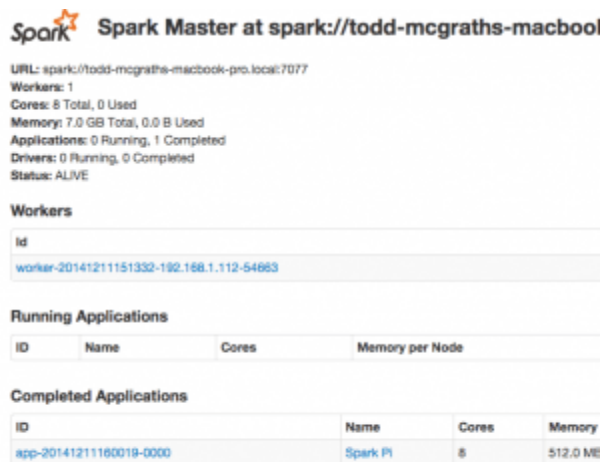 Spark Spark Master at spark://todd-mcgraths-macbook
URL: spark://todd-mcgraths-macbook-pro.local:7077
Workers: 1
Cores: 8 Total, 0 Used
Memory: 7.0 GB Total, 0.0 B Used
Applications: 0 Running, 1 Completed
Drivers: 0 Running, 0 Completed
Status: ALIVE
Workers
Id
worker-20141211151332-192.168.1.112-54663
Running Applications
ID Name Cores Memory per Node
Completed Applications
ID Name Cores Memory
app-20141211160019-0000 Spark Pi 8 512.0 MB